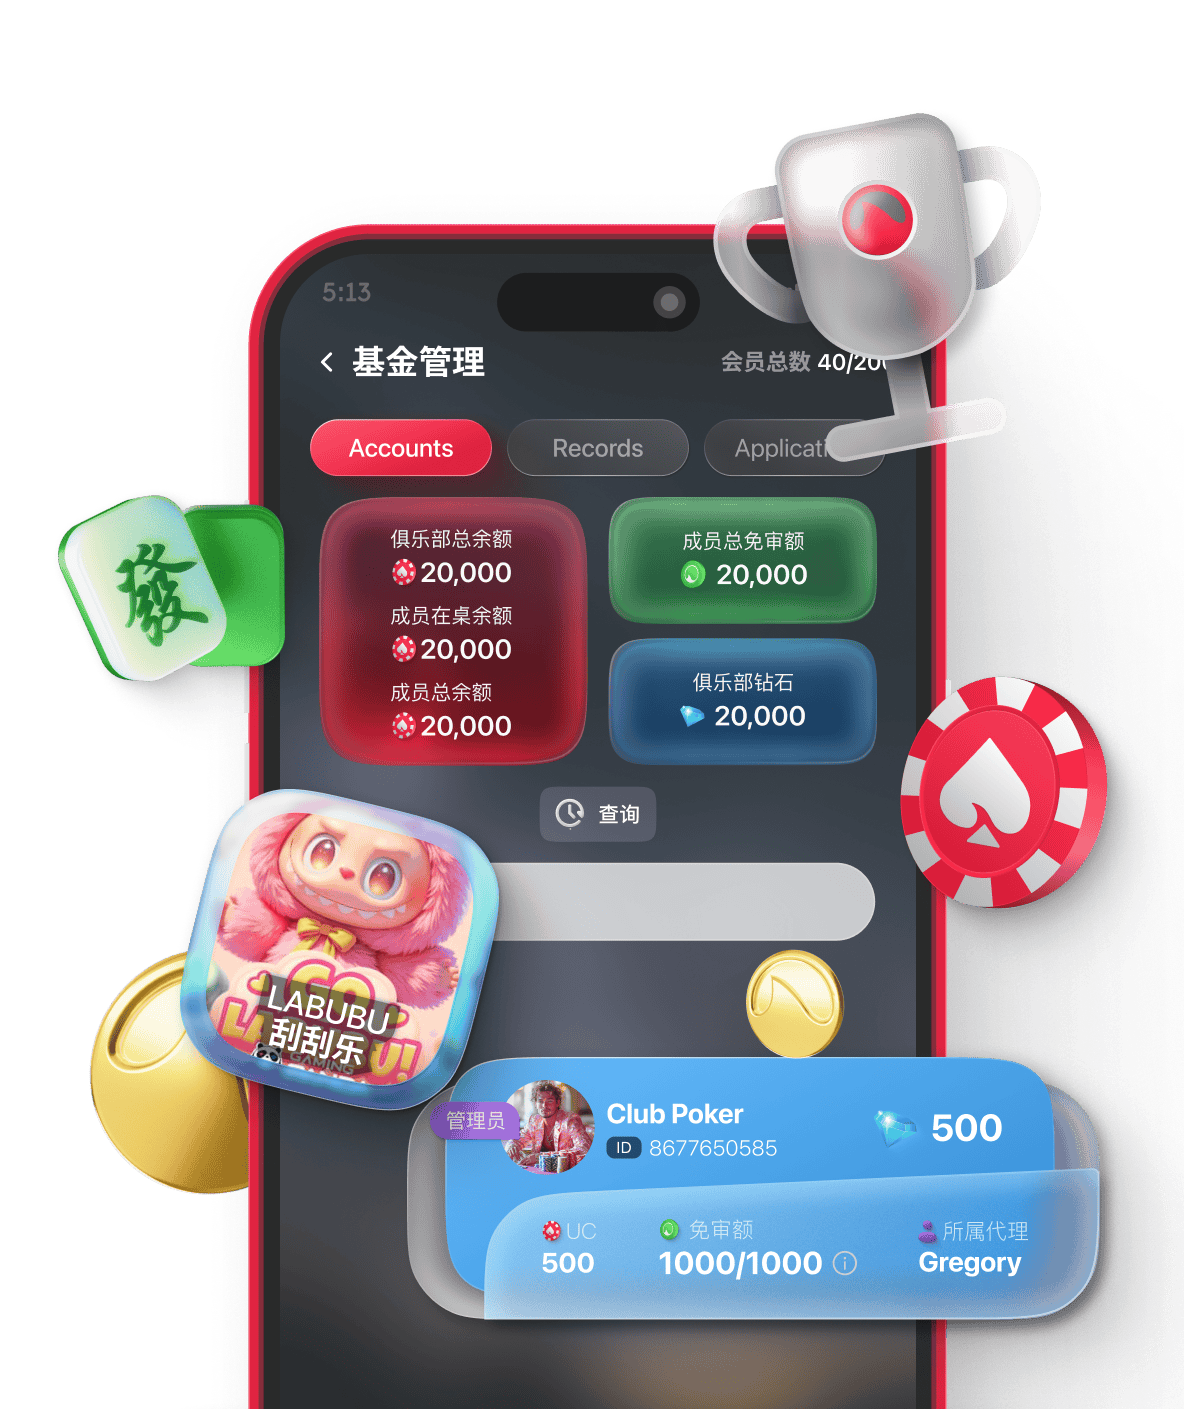 5:13
基金管理
会员总数 40/200
Accounts
Records
Applicati
俱乐部总余额
20,000
成员在桌余额
20,000
成员总余额
20,000
成员总免审额
20,000
俱乐部钻石
20,000
發
查询
GO
LABUBU!
LABUBU
刮刮乐
GAMING
管理员
Club Poker
ID 8677650585
500
UC
500
免审额
1000/1000
所属代理
Gregory